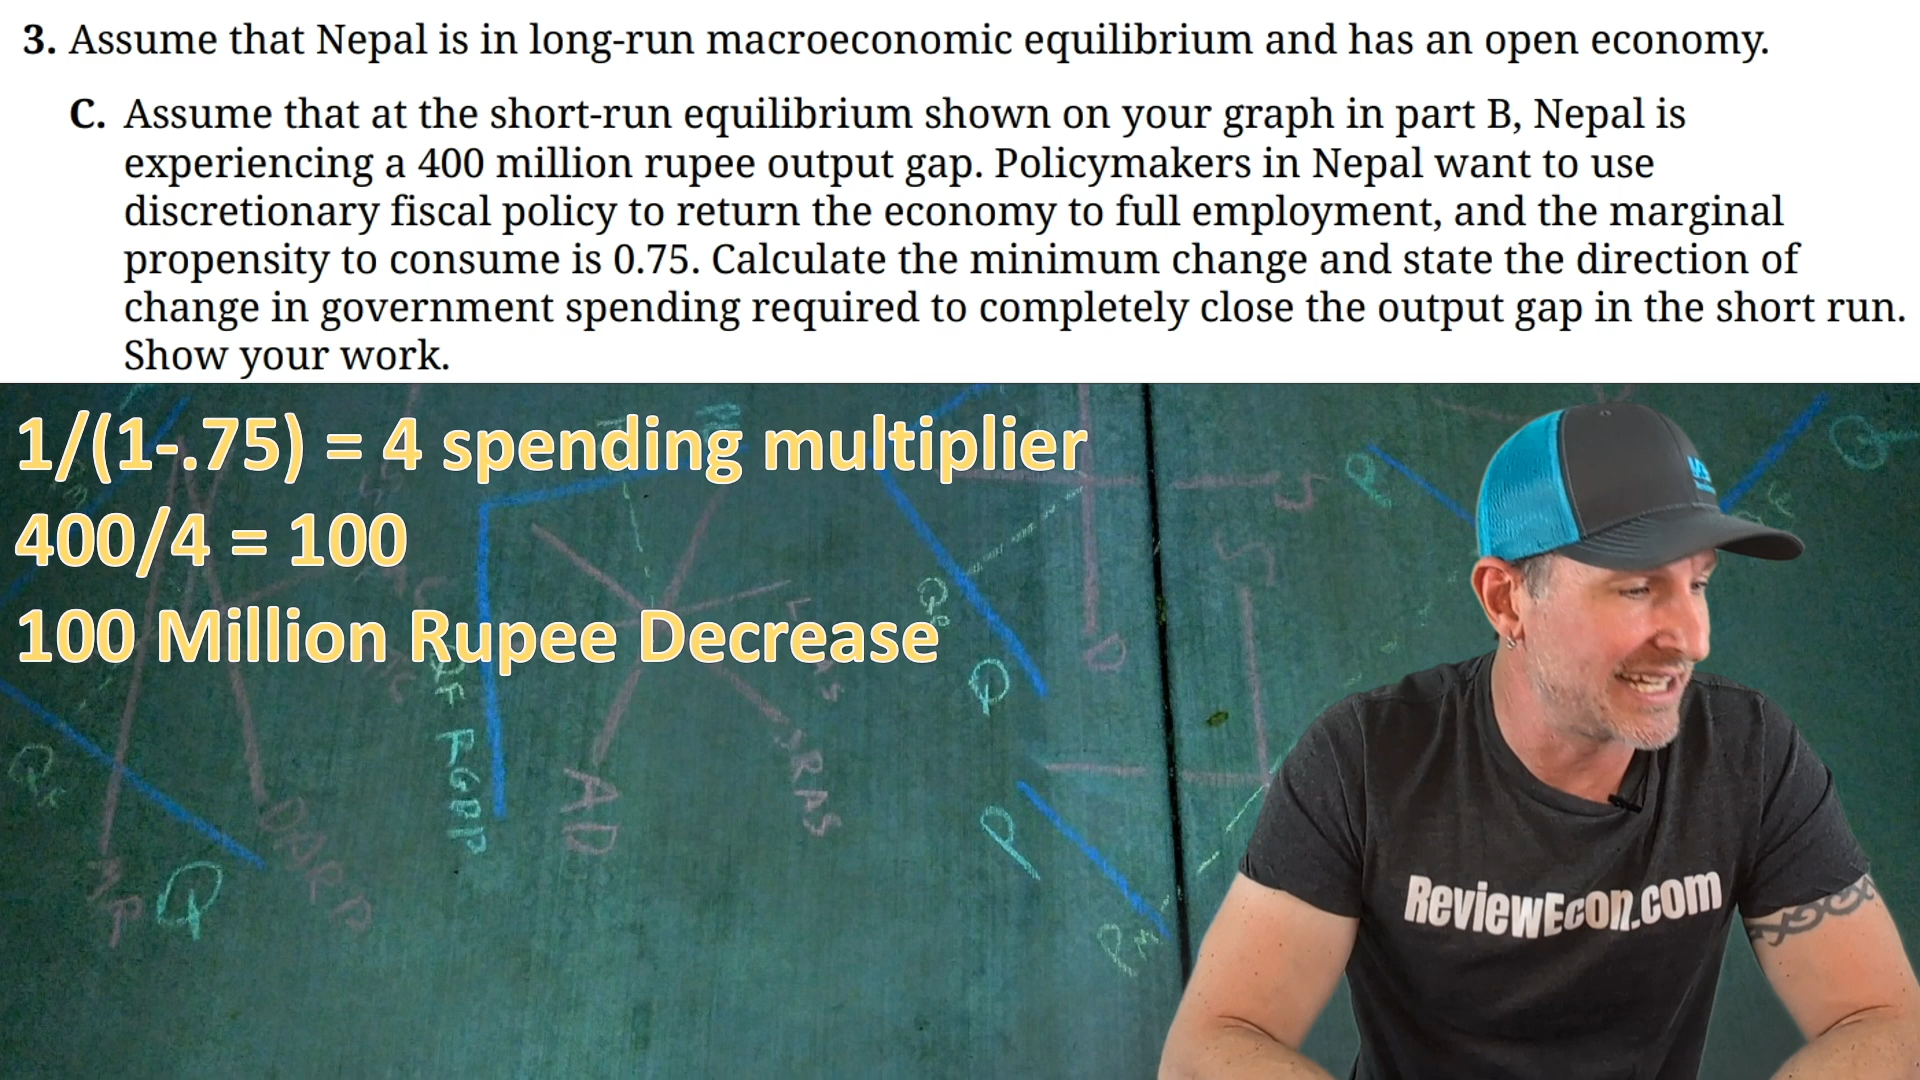 3. Assume that Nepal is in long-run macroeconomic equilibrium and has an open economy.
C. Assume that at the short-run equilibrium shown on your graph in part B, Nepal is
experiencing a 400 million rupee output gap. Policymakers in Nepal want to use
discretionary fiscal policy to return the economy to full employment, and the marginal
propensity to consume is 0.75. Calculate the minimum change and state the direction of
change in government spending required to completely close the output gap in the short run.
Show your work.
1/(1-.75) = 4 spending multiplier
400/4 = 100
100 Million Rupee Decrease
P
Q
S
S
D
Q
P
AD
SRAS
Q
ReviewEcon.com